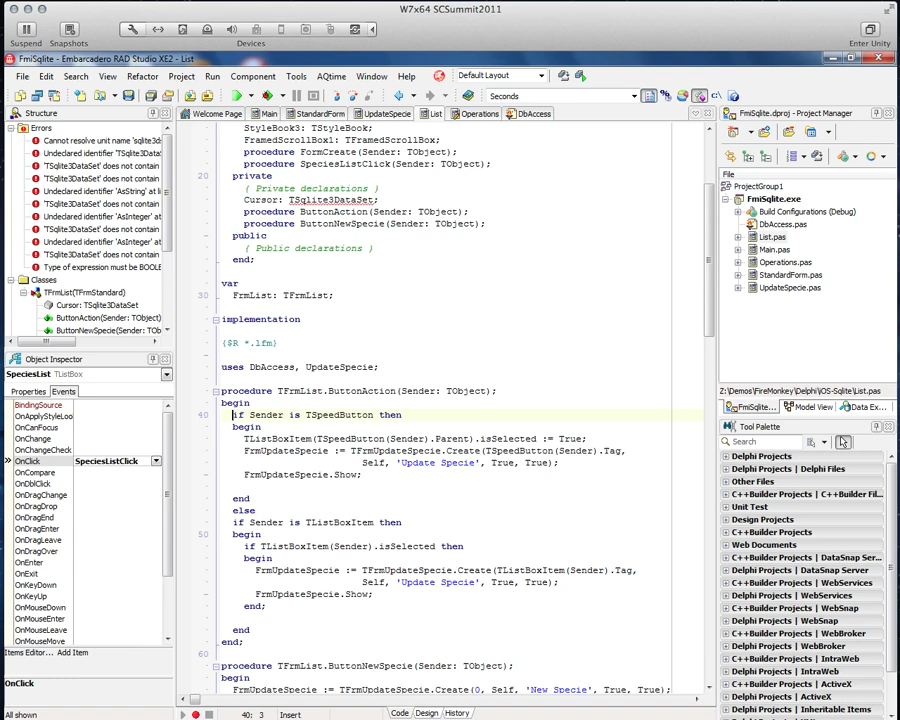 W7x64 SCSummit2011
Suspend
Snapshots
Devices
Enter Unity
FmiSqlite - Embarcadero RAD Studio XE2 - List
File Edit Search View Refactor Project Run Component Tools AQtime Window Help
Default Layout
Seconds
Structure
Errors
Cannot resolve unit name 'sqlite3ds
Undeclared identifier 'TSqlite3DataSet
'TSqlite3DataSet' does not contain
'TSqlite3DataSet' does not contain
Undeclared identifier 'AsString' at li
'TSqlite3DataSet' does not contain
Undeclared identifier 'AsInteger' at
'TSqlite3DataSet' does not contain
Undeclared identifier 'AsInteger' at
'TSqlite3DataSet' does not contain
Type of expression must be BOOLE
Classes
TFrmList(TFrmStandard)
Cursor: TSqlite3DataSet
ButtonAction(Sender: TOb
ButtonNewSpecie(Sender: TO
Object Inspector
SpeciesList TListBox
Properties Events
BindingSource
OnApplyStyleLoo
OnCanFocus
OnChange
OnChangeCheck
OnClick SpeciesListClick
OnCompare
OnDblClick
OnDragChange
OnDragDrop
OnDragEnd
OnDragEnter
OnDragLeave
OnDragOver
OnEnter
OnExit
OnKeyDown
OnKeyUp
OnMouseDown
OnMouseEnter
OnMouseLeave
OnMouseMove
Items Editor... Add Item
OnClick
All shown
Welcome Page Main StandardForm UpdateSpecie List Operations DbAccess
StyleBook3: TStyleBook;
FramedScrollBox1: TFramedScrollBox;
procedure FormCreate(Sender: TObject);
procedure SpeciesListClick(Sender: TObject);
20 private
{ Private declarations }
Cursor: TSqlite3DataSet;
procedure ButtonAction(Sender: TObject);
procedure ButtonNewSpecie(Sender: TObject);
public
{ Public declarations }
end;
var
30 FrmList: TFrmList;
implementation
{$R *.lfm}
uses DbAccess, UpdateSpecie;
procedure TFrmList.ButtonAction(Sender: TObject);
begin
40 if Sender is TSpeedButton then
begin
TListBoxItem(TSpeedButton(Sender).Parent).isSelected := True;
FrmUpdateSpecie := TFrmUpdateSpecie.Create(TSpeedButton(Sender).Tag,
Self, 'Update Specie', True, True);
FrmUpdateSpecie.Show;
end
else
if Sender is TListBoxItem then
50 begin
if TListBoxItem(Sender).isSelected then
begin
FrmUpdateSpecie := TFrmUpdateSpecie.Create(TListBoxItem(Sender).Tag,
Self, 'Update Specie', True, True);
FrmUpdateSpecie.Show;
end;
end
end;
60
procedure TFrmList.ButtonNewSpecie(Sender: TObject);
begin
FrmUpdateSpecie := TFrmUpdateSpecie.Create(0, Self, 'New Specie', True, True);
40: 3 Insert Code Design History
FmiSqlite.dproj - Project Manager
File
ProjectGroup1
FmiSqlite.exe
Build Configurations (Debug)
DbAccess.pas
List.pas
Main.pas
Operations.pas
StandardForm.pas
UpdateSpecie.pas
Z:\Demos\FireMonkey\Delphi\iOS-Sqlite\List.pas
FmiSqlite... Model View Data Ex...
Tool Palette
Search
Delphi Projects
Delphi Projects | Delphi Files
Other Files
C++Builder Projects | C++Builder Fil...
Unit Test
Design Projects
C++Builder Projects
Web Documents
C++Builder Projects | DataSnap Ser...
Delphi Projects | DataSnap Server
C++Builder Projects | WebServices
Delphi Projects | WebServices
C++Builder Projects | WebSnap
Delphi Projects | WebSnap
C++Builder Projects | WebBroker
Delphi Projects | WebBroker
C++Builder Projects | IntraWeb
Delphi Projects | IntraWeb
C++Builder Projects | ActiveX
Delphi Projects | ActiveX
Delphi Projects | Inheritable Items